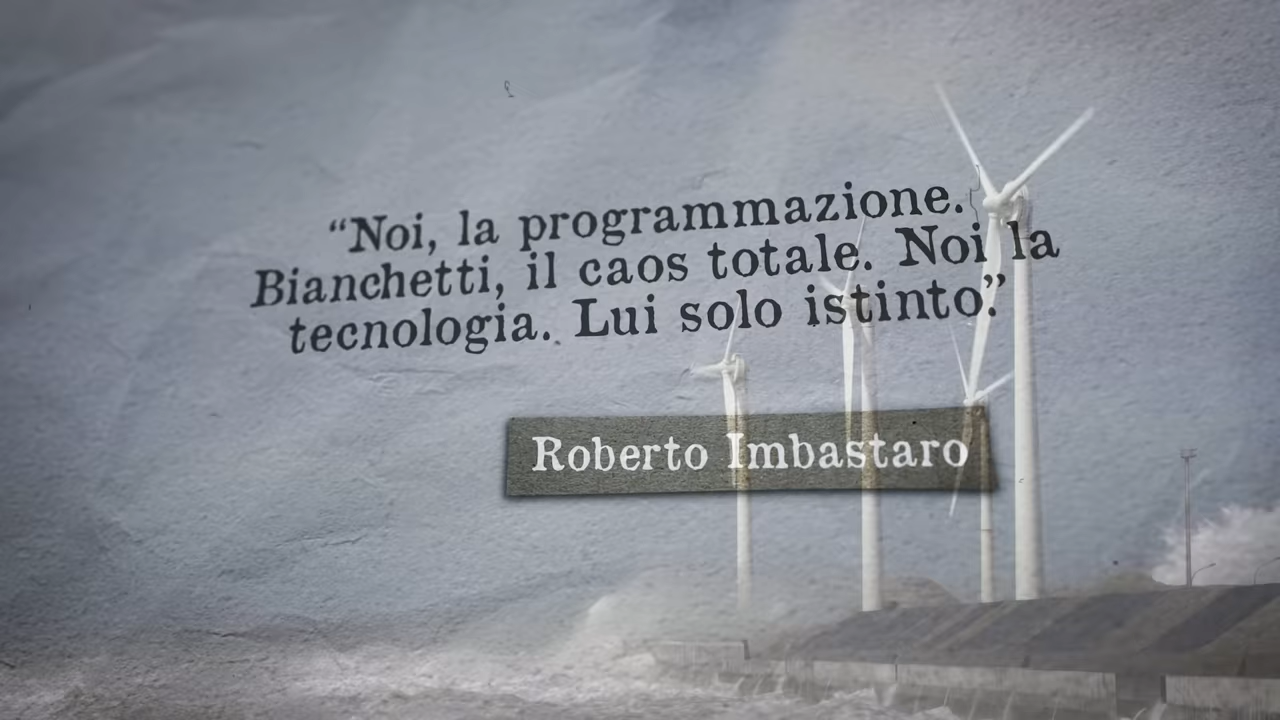 “Noi, la programmazione.
Bianchetti, il caos totale. Noi la
tecnologia. Lui solo istinto.”
Roberto Imbastaro